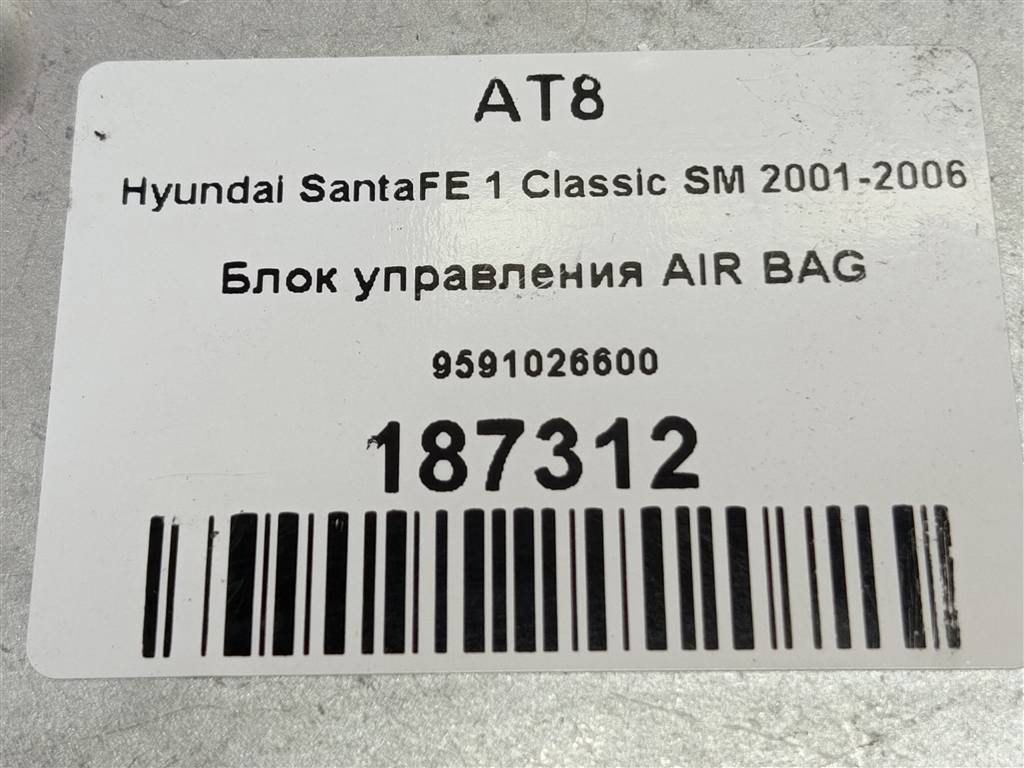 AT8
Hyundai SantaFE 1 Classic SM 2001-2006
Блок управления AIR BAG
9591026600
187312